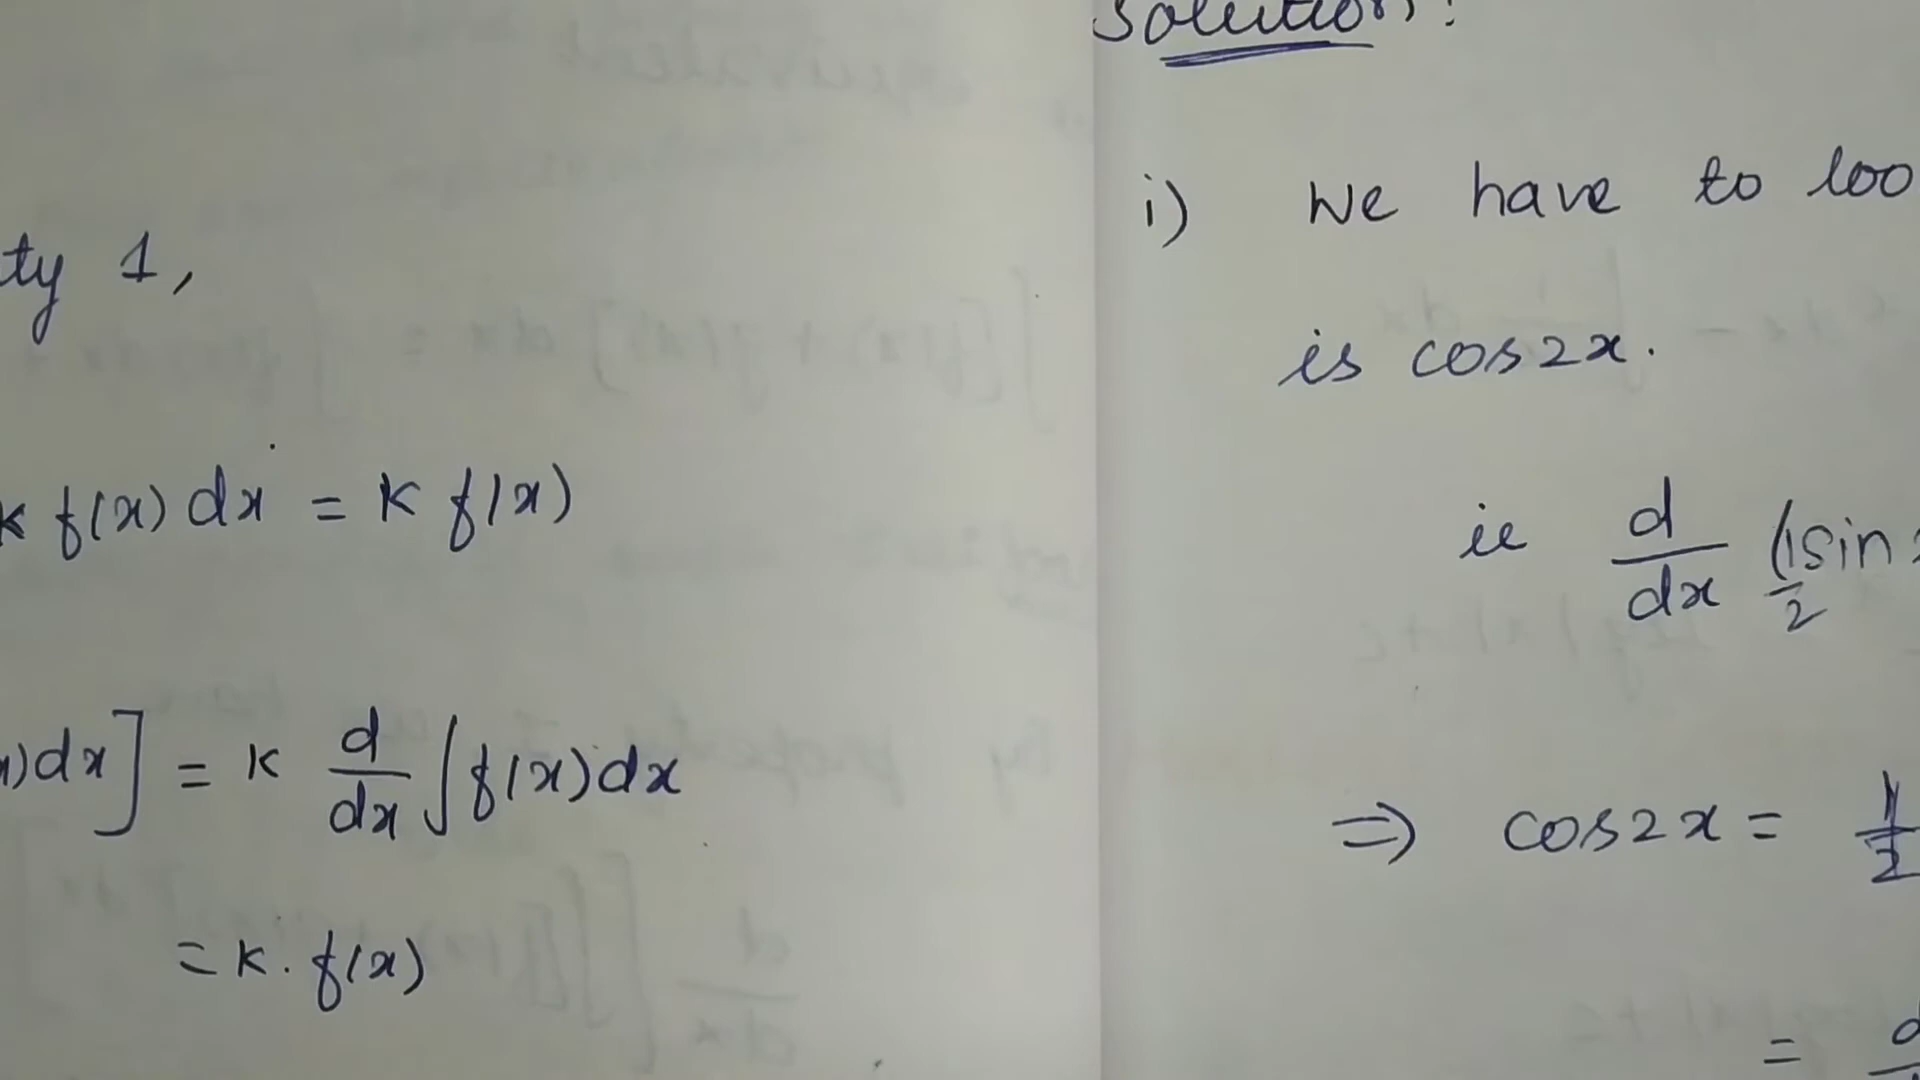 ty 1,
k f(x) dx = k f(x)
x)dx] = k d/dx ∫f(x)dx
= k. f(x)
Solution:
i) We have to loo
is cos2x.
ie d/dx (1/2 sin
=> cos2x = 1/2
= d